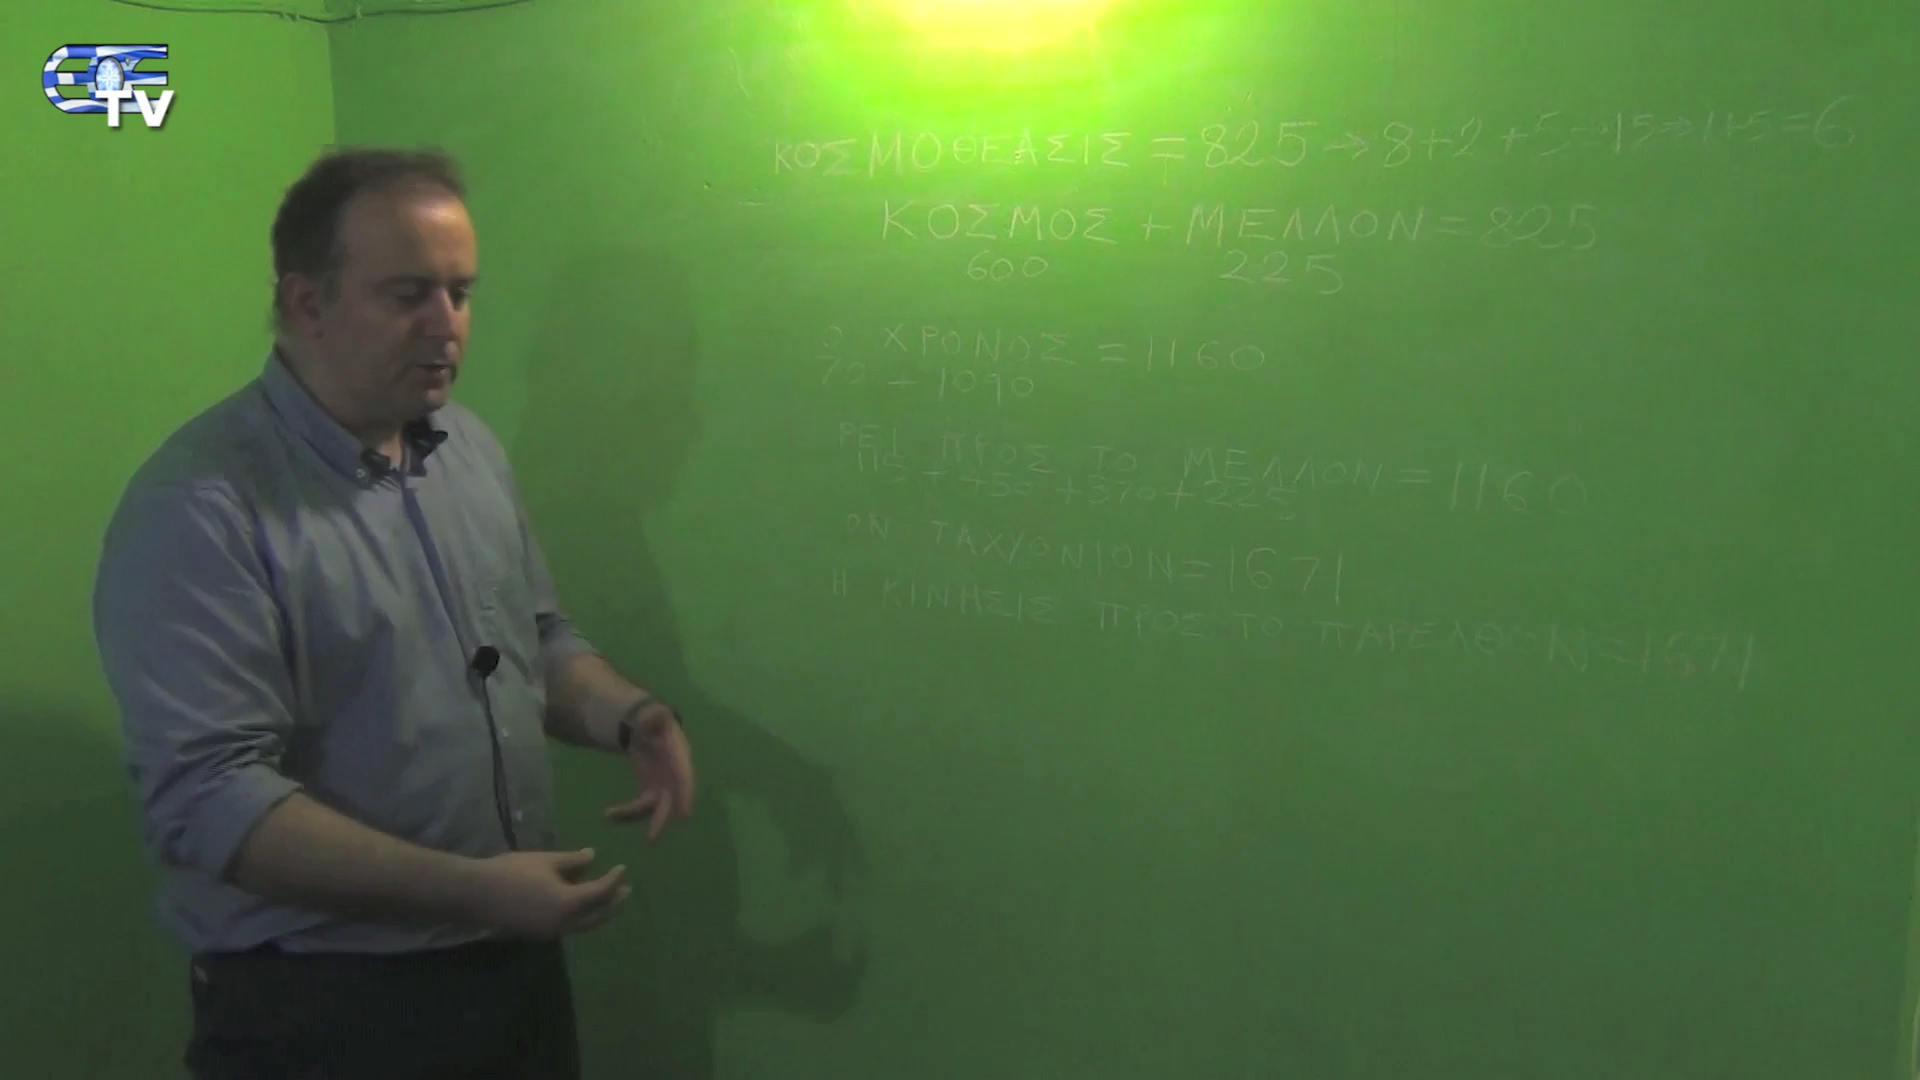 TV
ΚΟΣΜΟΘΕΑΣΙΣ = 825 → 8+2+5 → 15 → 1+5 = 6
ΚΟΣΜΟΣ + ΜΕΛΛΟΝ = 825
600 225
Ο ΧΡΟΝΟΣ = 1160
70 + 1090
ΡΕΙ ΠΡΟΣ ΤΟ ΜΕΛΛΟΝ = 1160
115 + 450 + 370 + 225
ΟΝ ΤΑΧΥΟΝΙΟΝ = 1671
Η ΚΙΝΗΣΙΣ ΠΡΟΣ ΤΟ ΠΑΡΕΛΘΟΝ = 1671